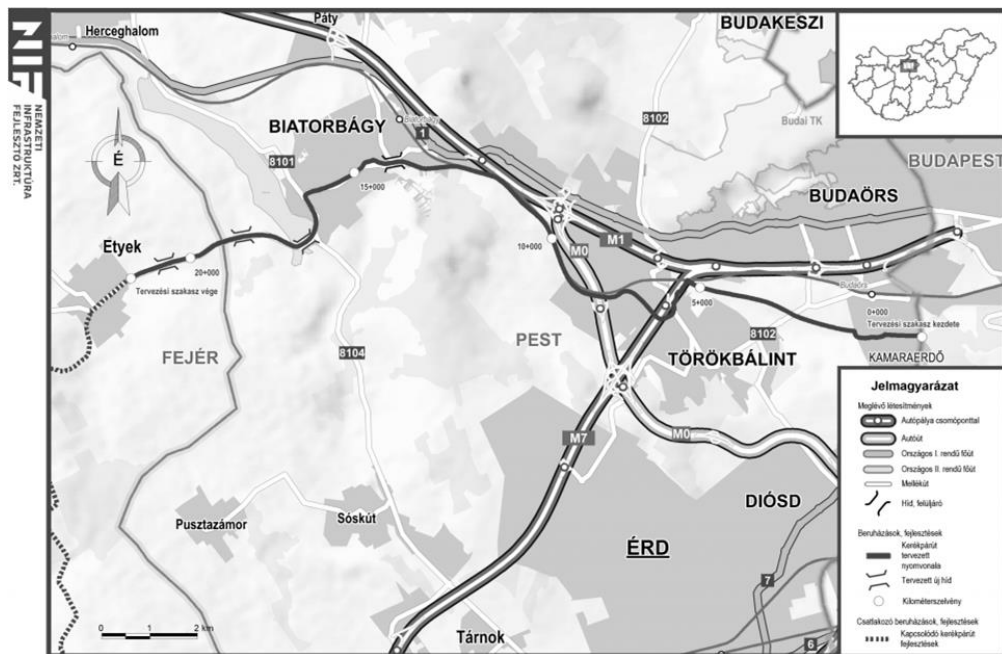 NIF
NEMZETI
INFRASTRUKTÚRA
FEJLESZTŐ ZRT.
Páty
Herceghalom
BUDAKESZI
É
BIATORBÁGY
Biatorbágy
1
8102
8101
Budai TK
BUDAPEST
15+000
BUDAÖRS
Etyek
20+000
Tervezési szakasz vége
10+000
M0
M1
5+000
Budaörs
0+000
Tervezési szakasz kezdete
KAMARAERDŐ
FEJÉR
PEST
8104
8102
TÖRÖKBÁLINT
M7
M0
Pusztazámor
Sóskút
DIÓSD
ÉRD
7
6
Tárnok
0 1 2 km
Jelmagyarázat
Meglévő létesítmények
Autópálya csomóponttal
Autóút
Országos I. rendű főút
Országos II. rendű főút
Mellékút
Híd, felüljáró
Beruházások, fejlesztések
Kerékpárút
tervezett
nyomvonala
Tervezett új híd
Kilométerszelvény
Csatlakozó beruházások, fejlesztések
Kapcsolódó kerékpárút
fejlesztések